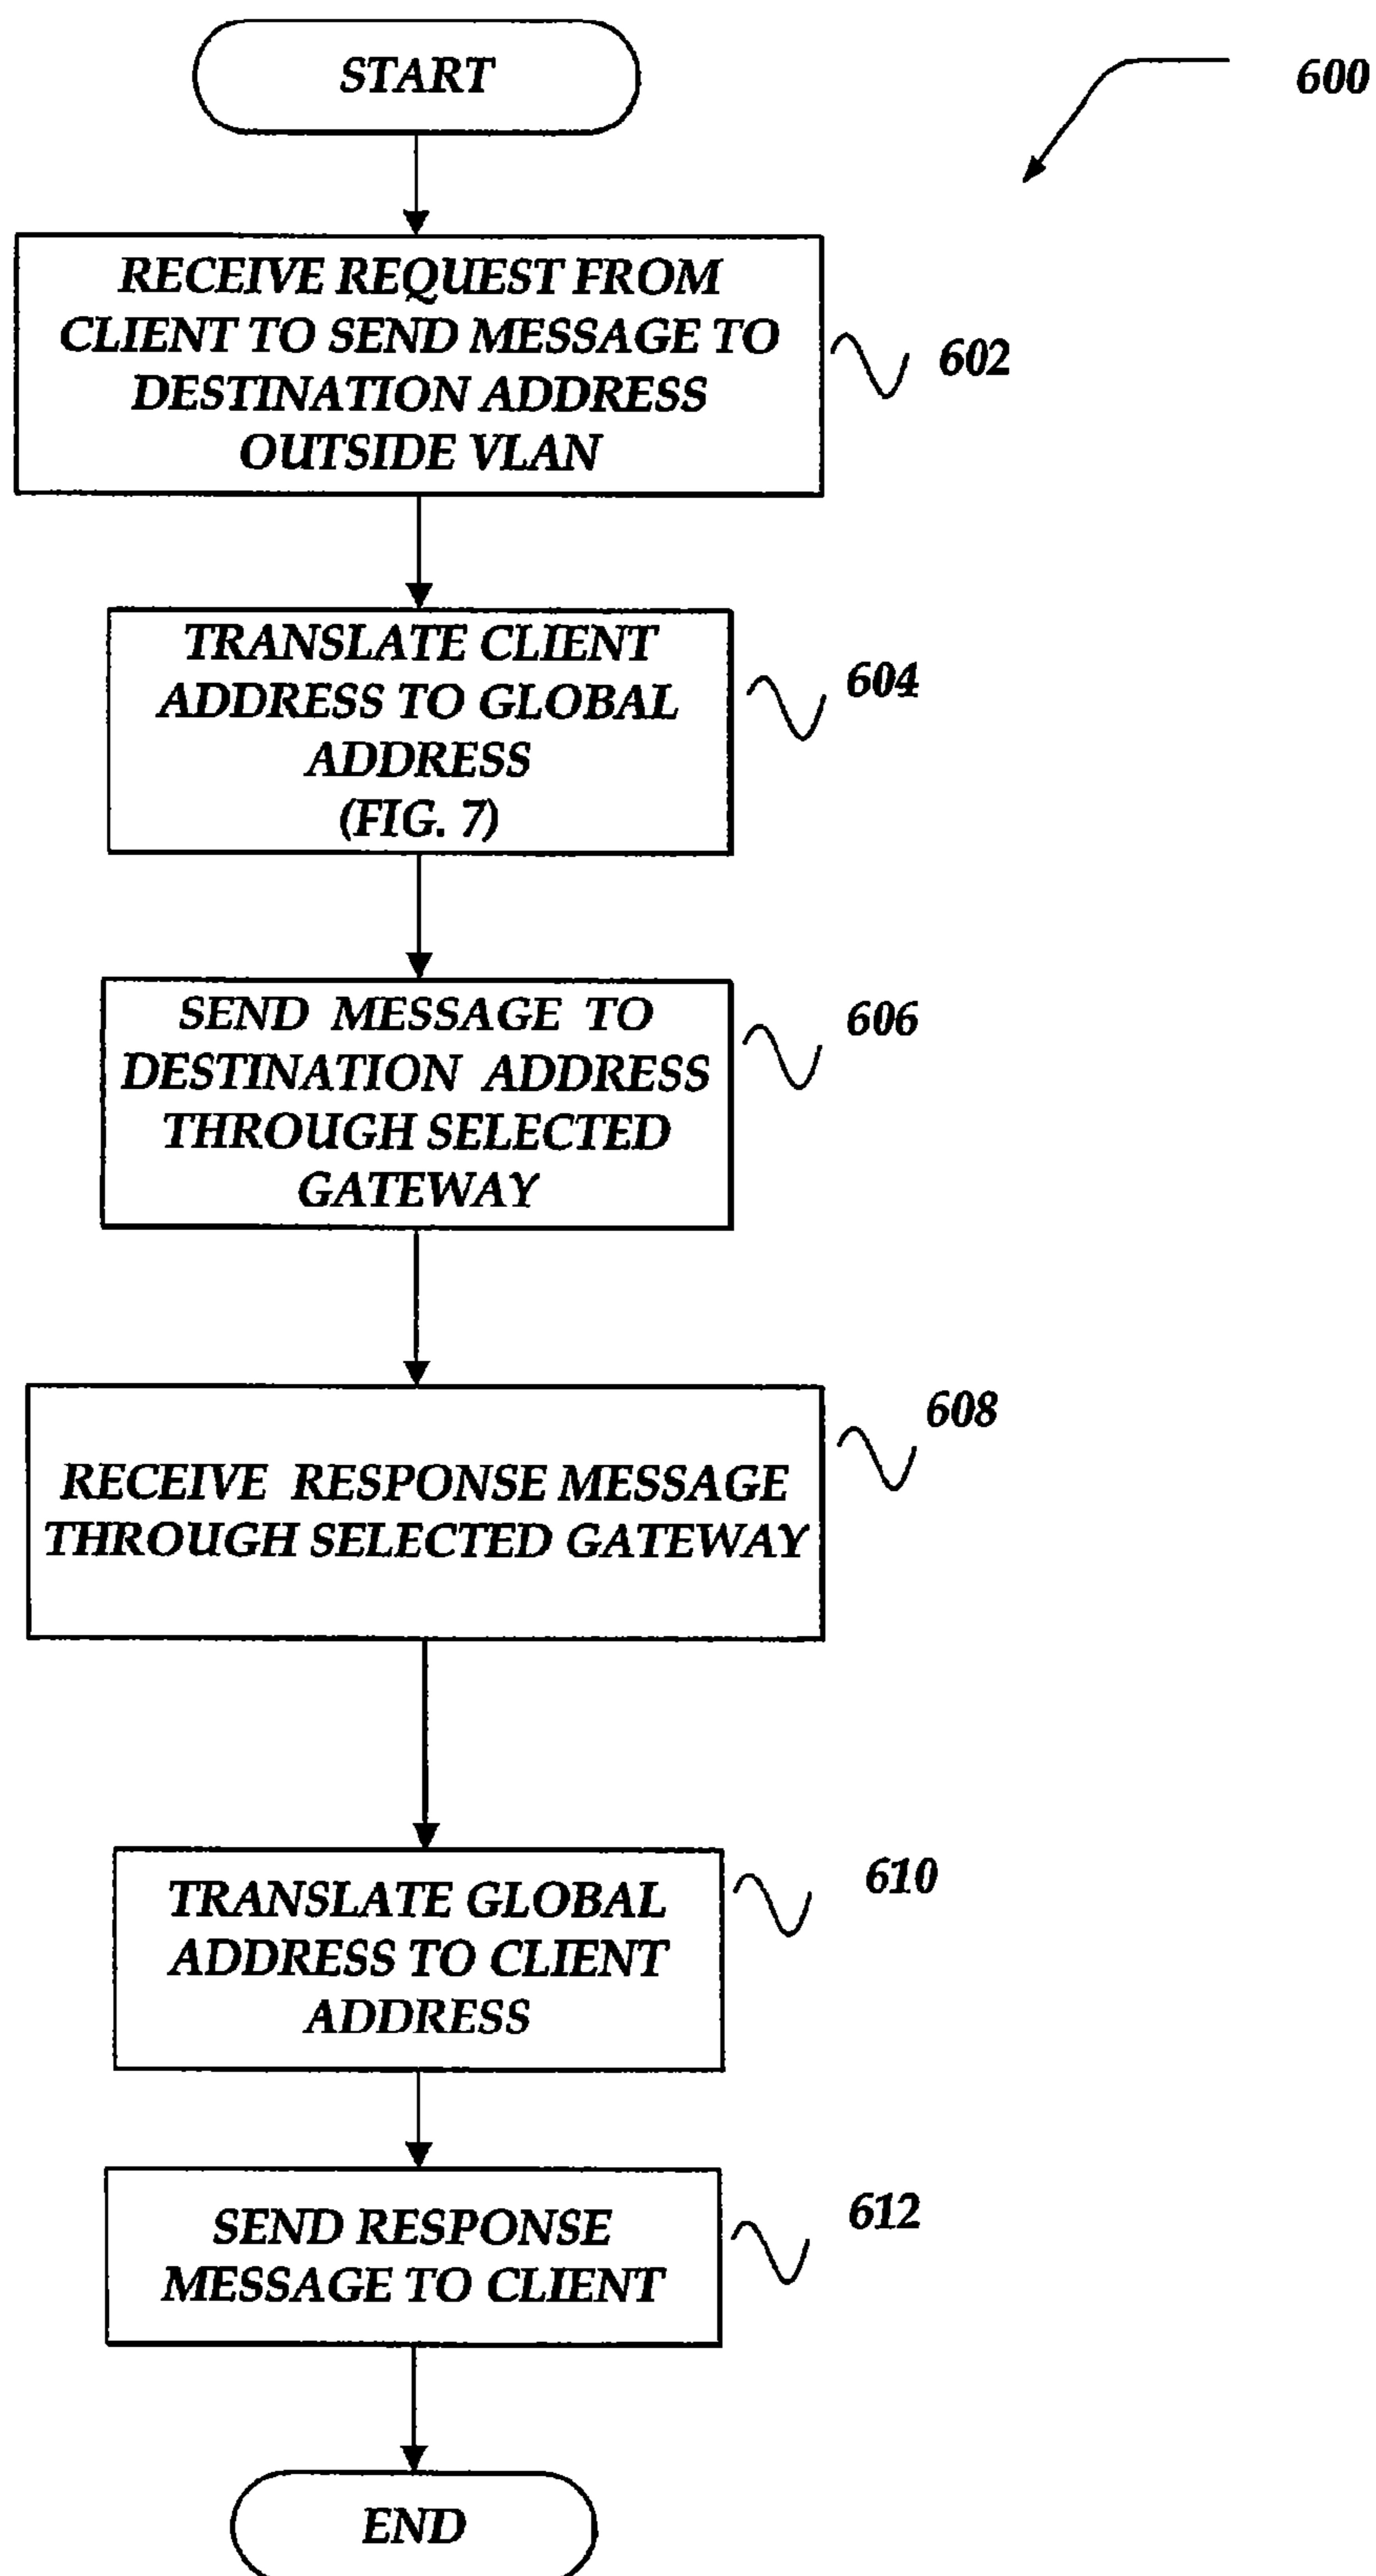 START
600
RECEIVE REQUEST FROM
CLIENT TO SEND MESSAGE TO
DESTINATION ADDRESS
OUTSIDE VLAN
602
TRANSLATE CLIENT
ADDRESS TO GLOBAL
ADDRESS
(FIG. 7)
604
SEND MESSAGE TO
DESTINATION ADDRESS
THROUGH SELECTED
GATEWAY
606
RECEIVE RESPONSE MESSAGE
THROUGH SELECTED GATEWAY
608
TRANSLATE GLOBAL
ADDRESS TO CLIENT
ADDRESS
610
SEND RESPONSE
MESSAGE TO CLIENT
612
END